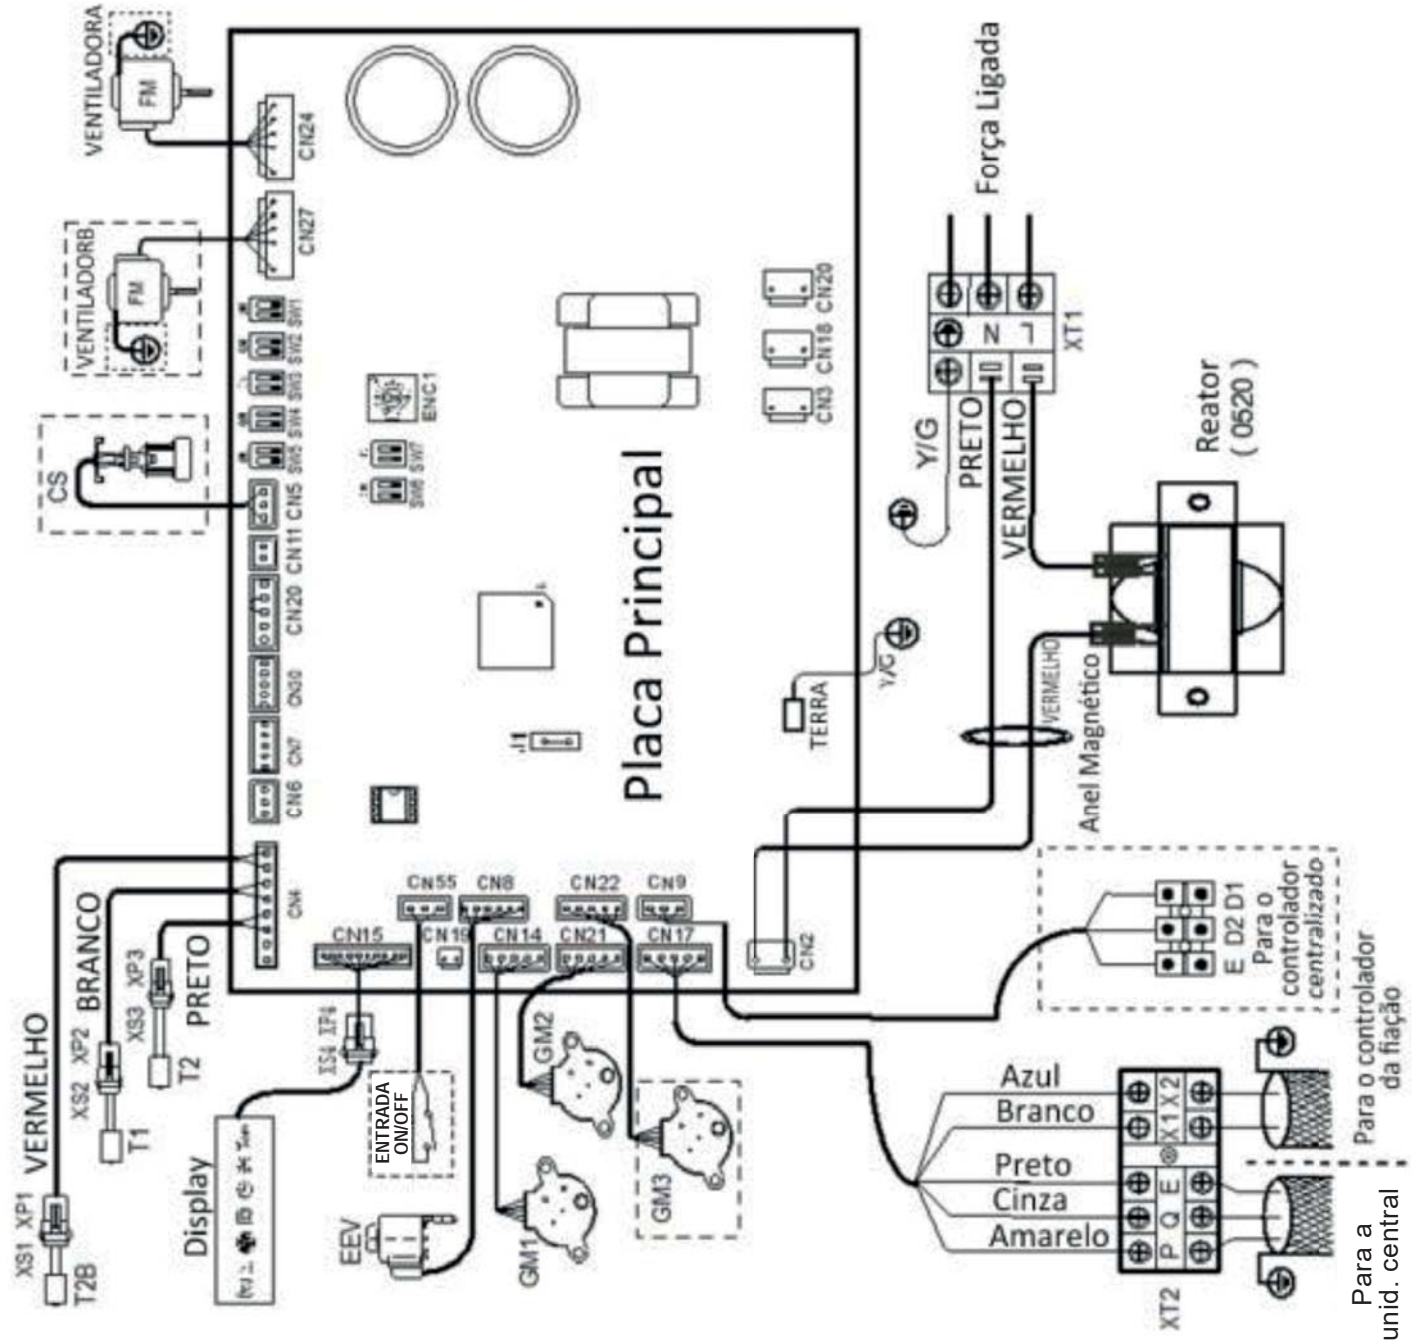 VENTILADORA
FM
CN24
VENTILADORB
FM
CN27
SW1
SW2
SW3
SW4
SW5
CS
CN5
CN11
CN20
CN30
CN7
CN6
CN4
ENC1
SW7
SW6
J1
Placa Principal
CN20
CN18
CN3
TERRA
Y/G
Força Ligada
N
L
XT1
Y/G
PRETO
VERMELHO
Reator
( 0520 )
VERMELHO
Anel Magnético
VERMELHO
XS1 XP1
T2B
BRANCO
XS2 XP2
T1
XS3 XP3
PRETO
T2
CN55
CN8
CN22
CN9
CN15
CN19
CN14
CN21
CN17
CN2
XS4 XP4
Display
ENTRADA
ON/OFF
EEV
GM1
GM2
GM3
E D2 D1
Para o
controlador
centralizado
Azul
Branco
Preto
Cinza
Amarelo
P Q E X1 X2
XT2
Para o controlador
da fiação
Para a
unid. central